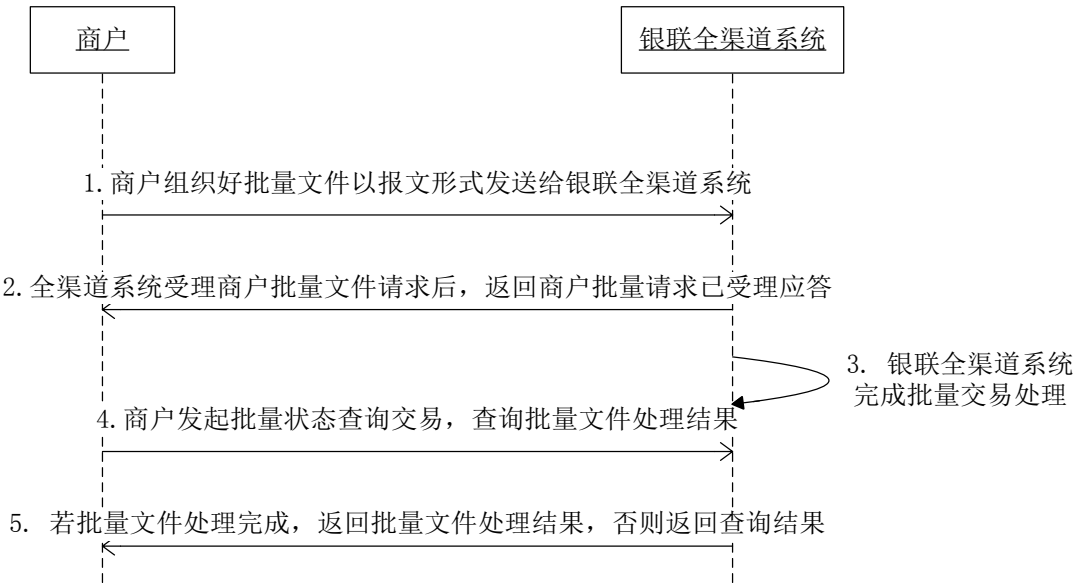 商户
银联全渠道系统
1.商户组织好批量文件以报文形式发送给银联全渠道系统
2.全渠道系统受理商户批量文件请求后，返回商户批量请求已受理应答
3. 银联全渠道系统
完成批量交易处理
4.商户发起批量状态查询交易，查询批量文件处理结果
5. 若批量文件处理完成，返回批量文件处理结果，否则返回查询结果